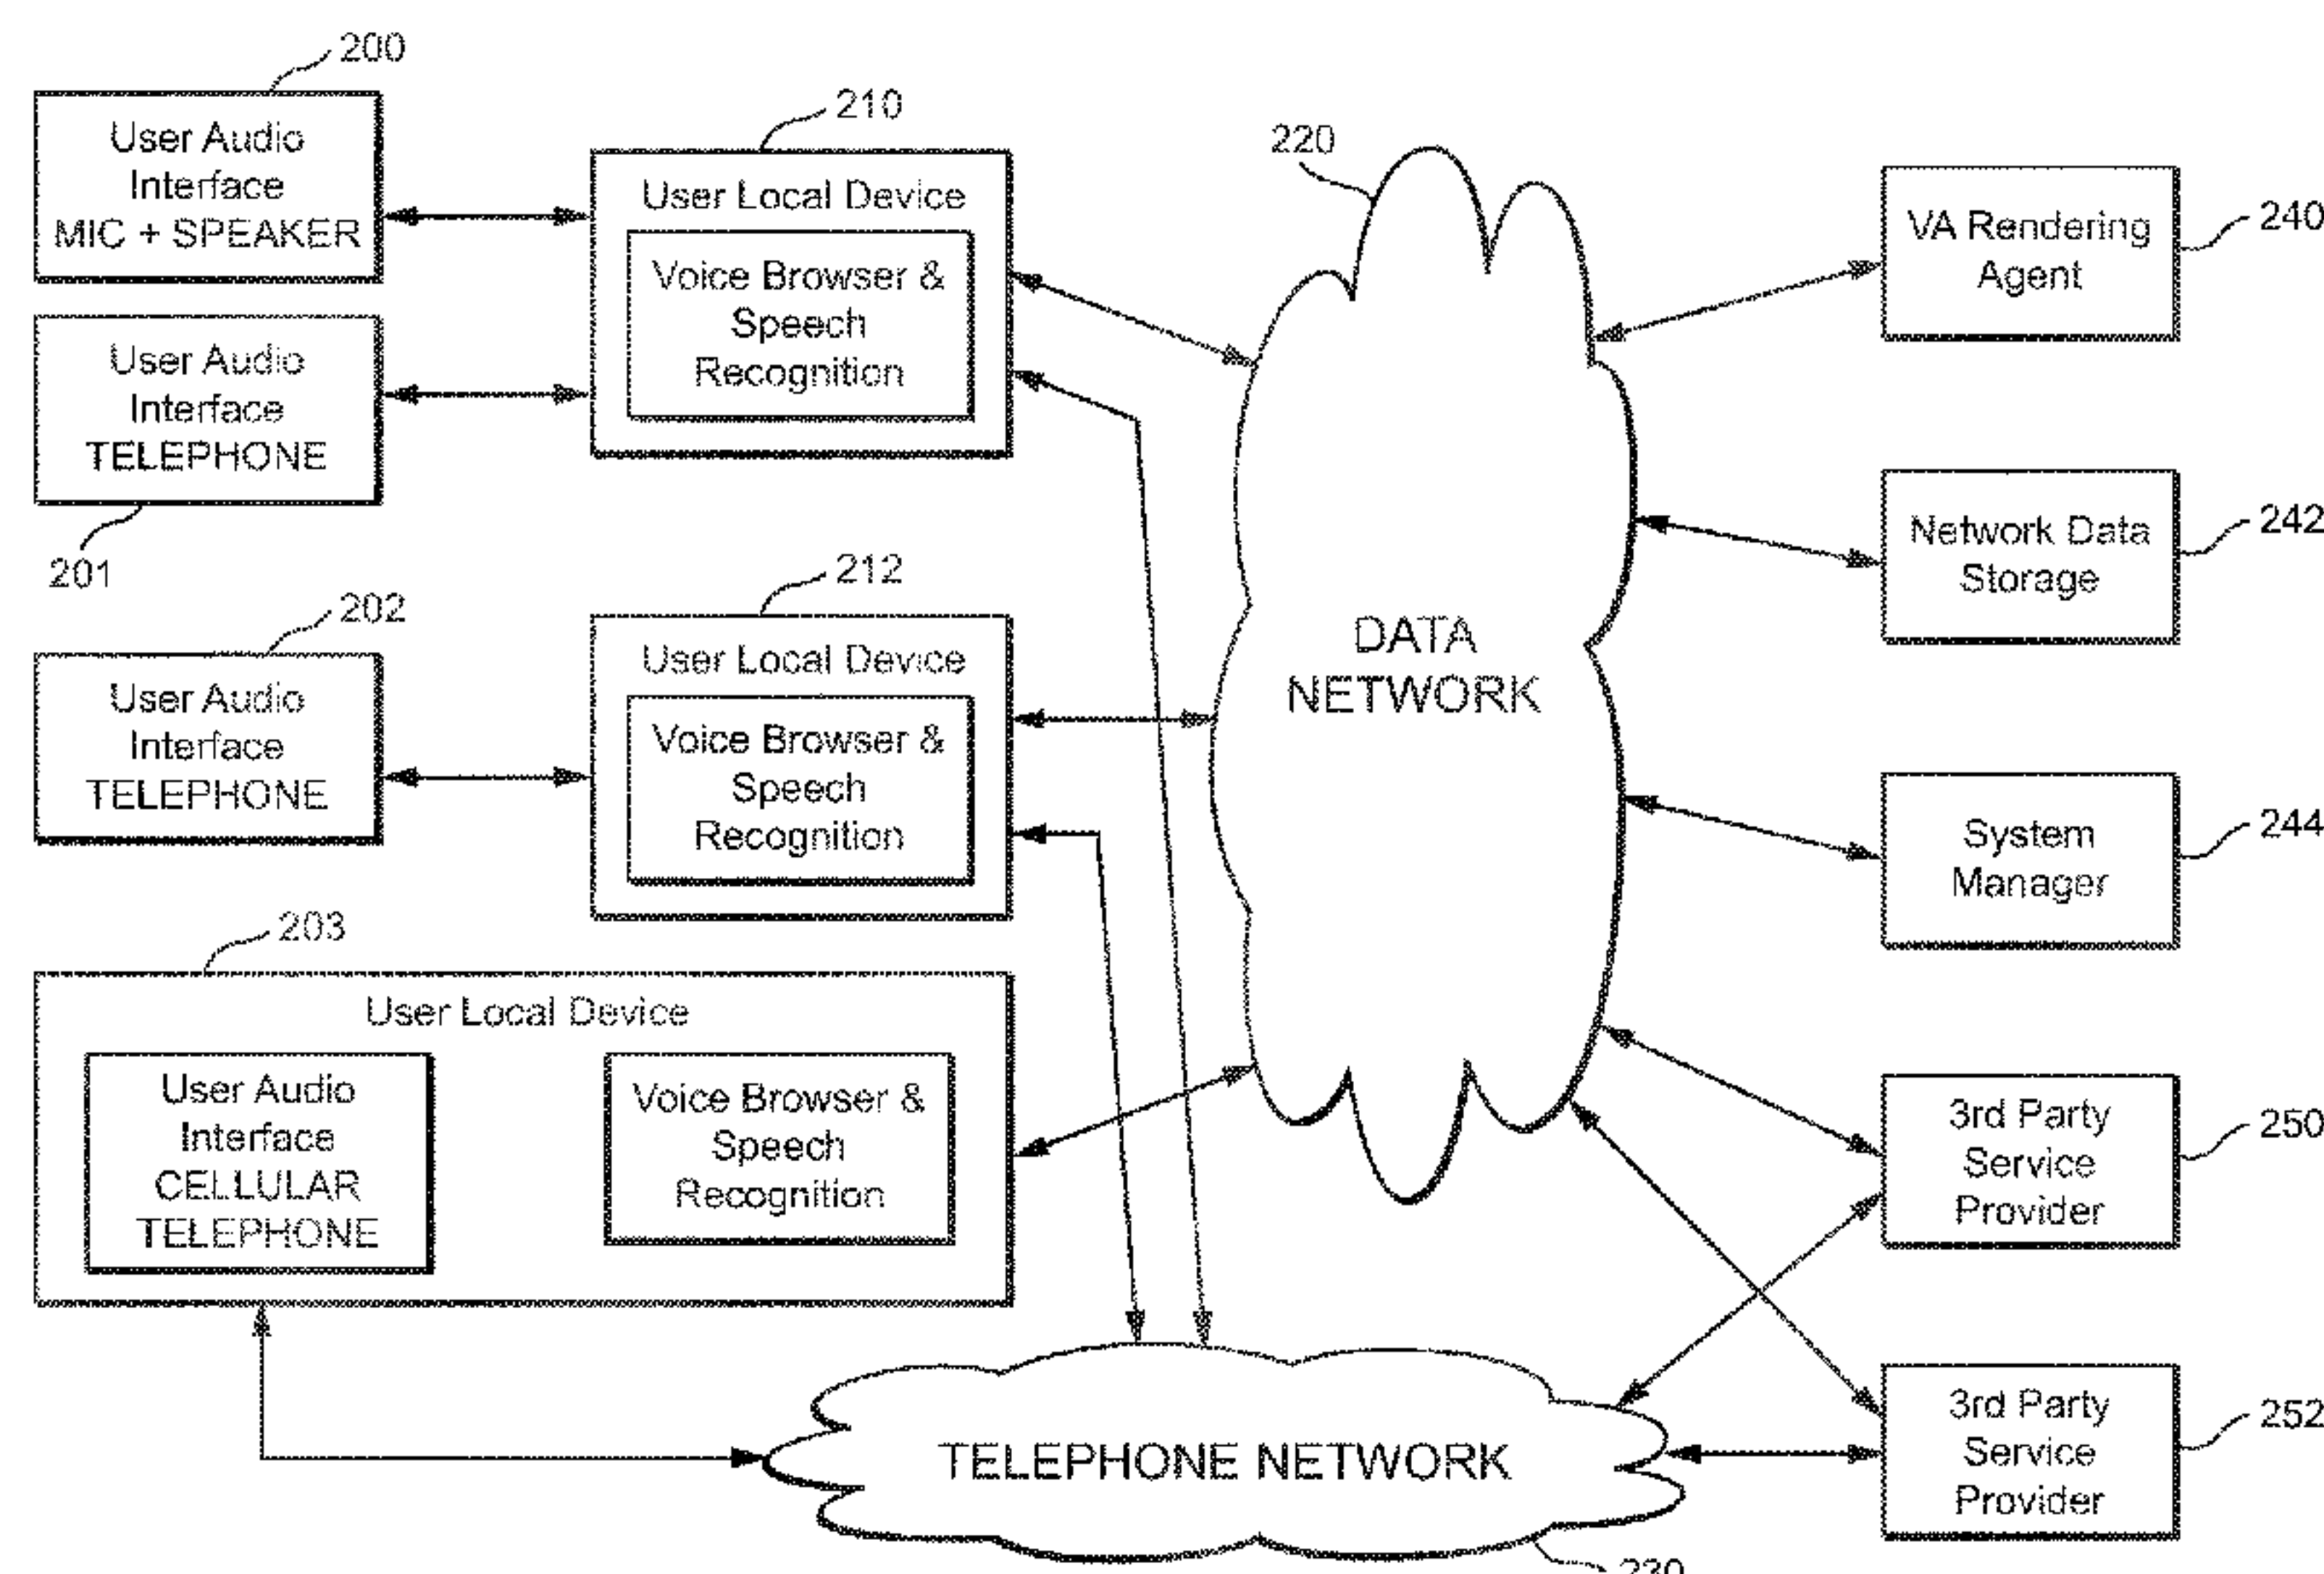 200
User Audio
Interface
MIC + SPEAKER
User Audio
Interface
TELEPHONE
201
210
User Local Device
Voice Browser &
Speech
Recognition
202
User Audio
Interface
TELEPHONE
212
User Local Device
Voice Browser &
Speech
Recognition
203
User Local Device
User Audio
Interface
CELLULAR
TELEPHONE
Voice Browser &
Speech
Recognition
220
DATA
NETWORK
TELEPHONE NETWORK
230
VA Rendering
Agent
240
Network Data
Storage
242
System
Manager
244
3rd Party
Service
Provider
250
3rd Party
Service
Provider
252